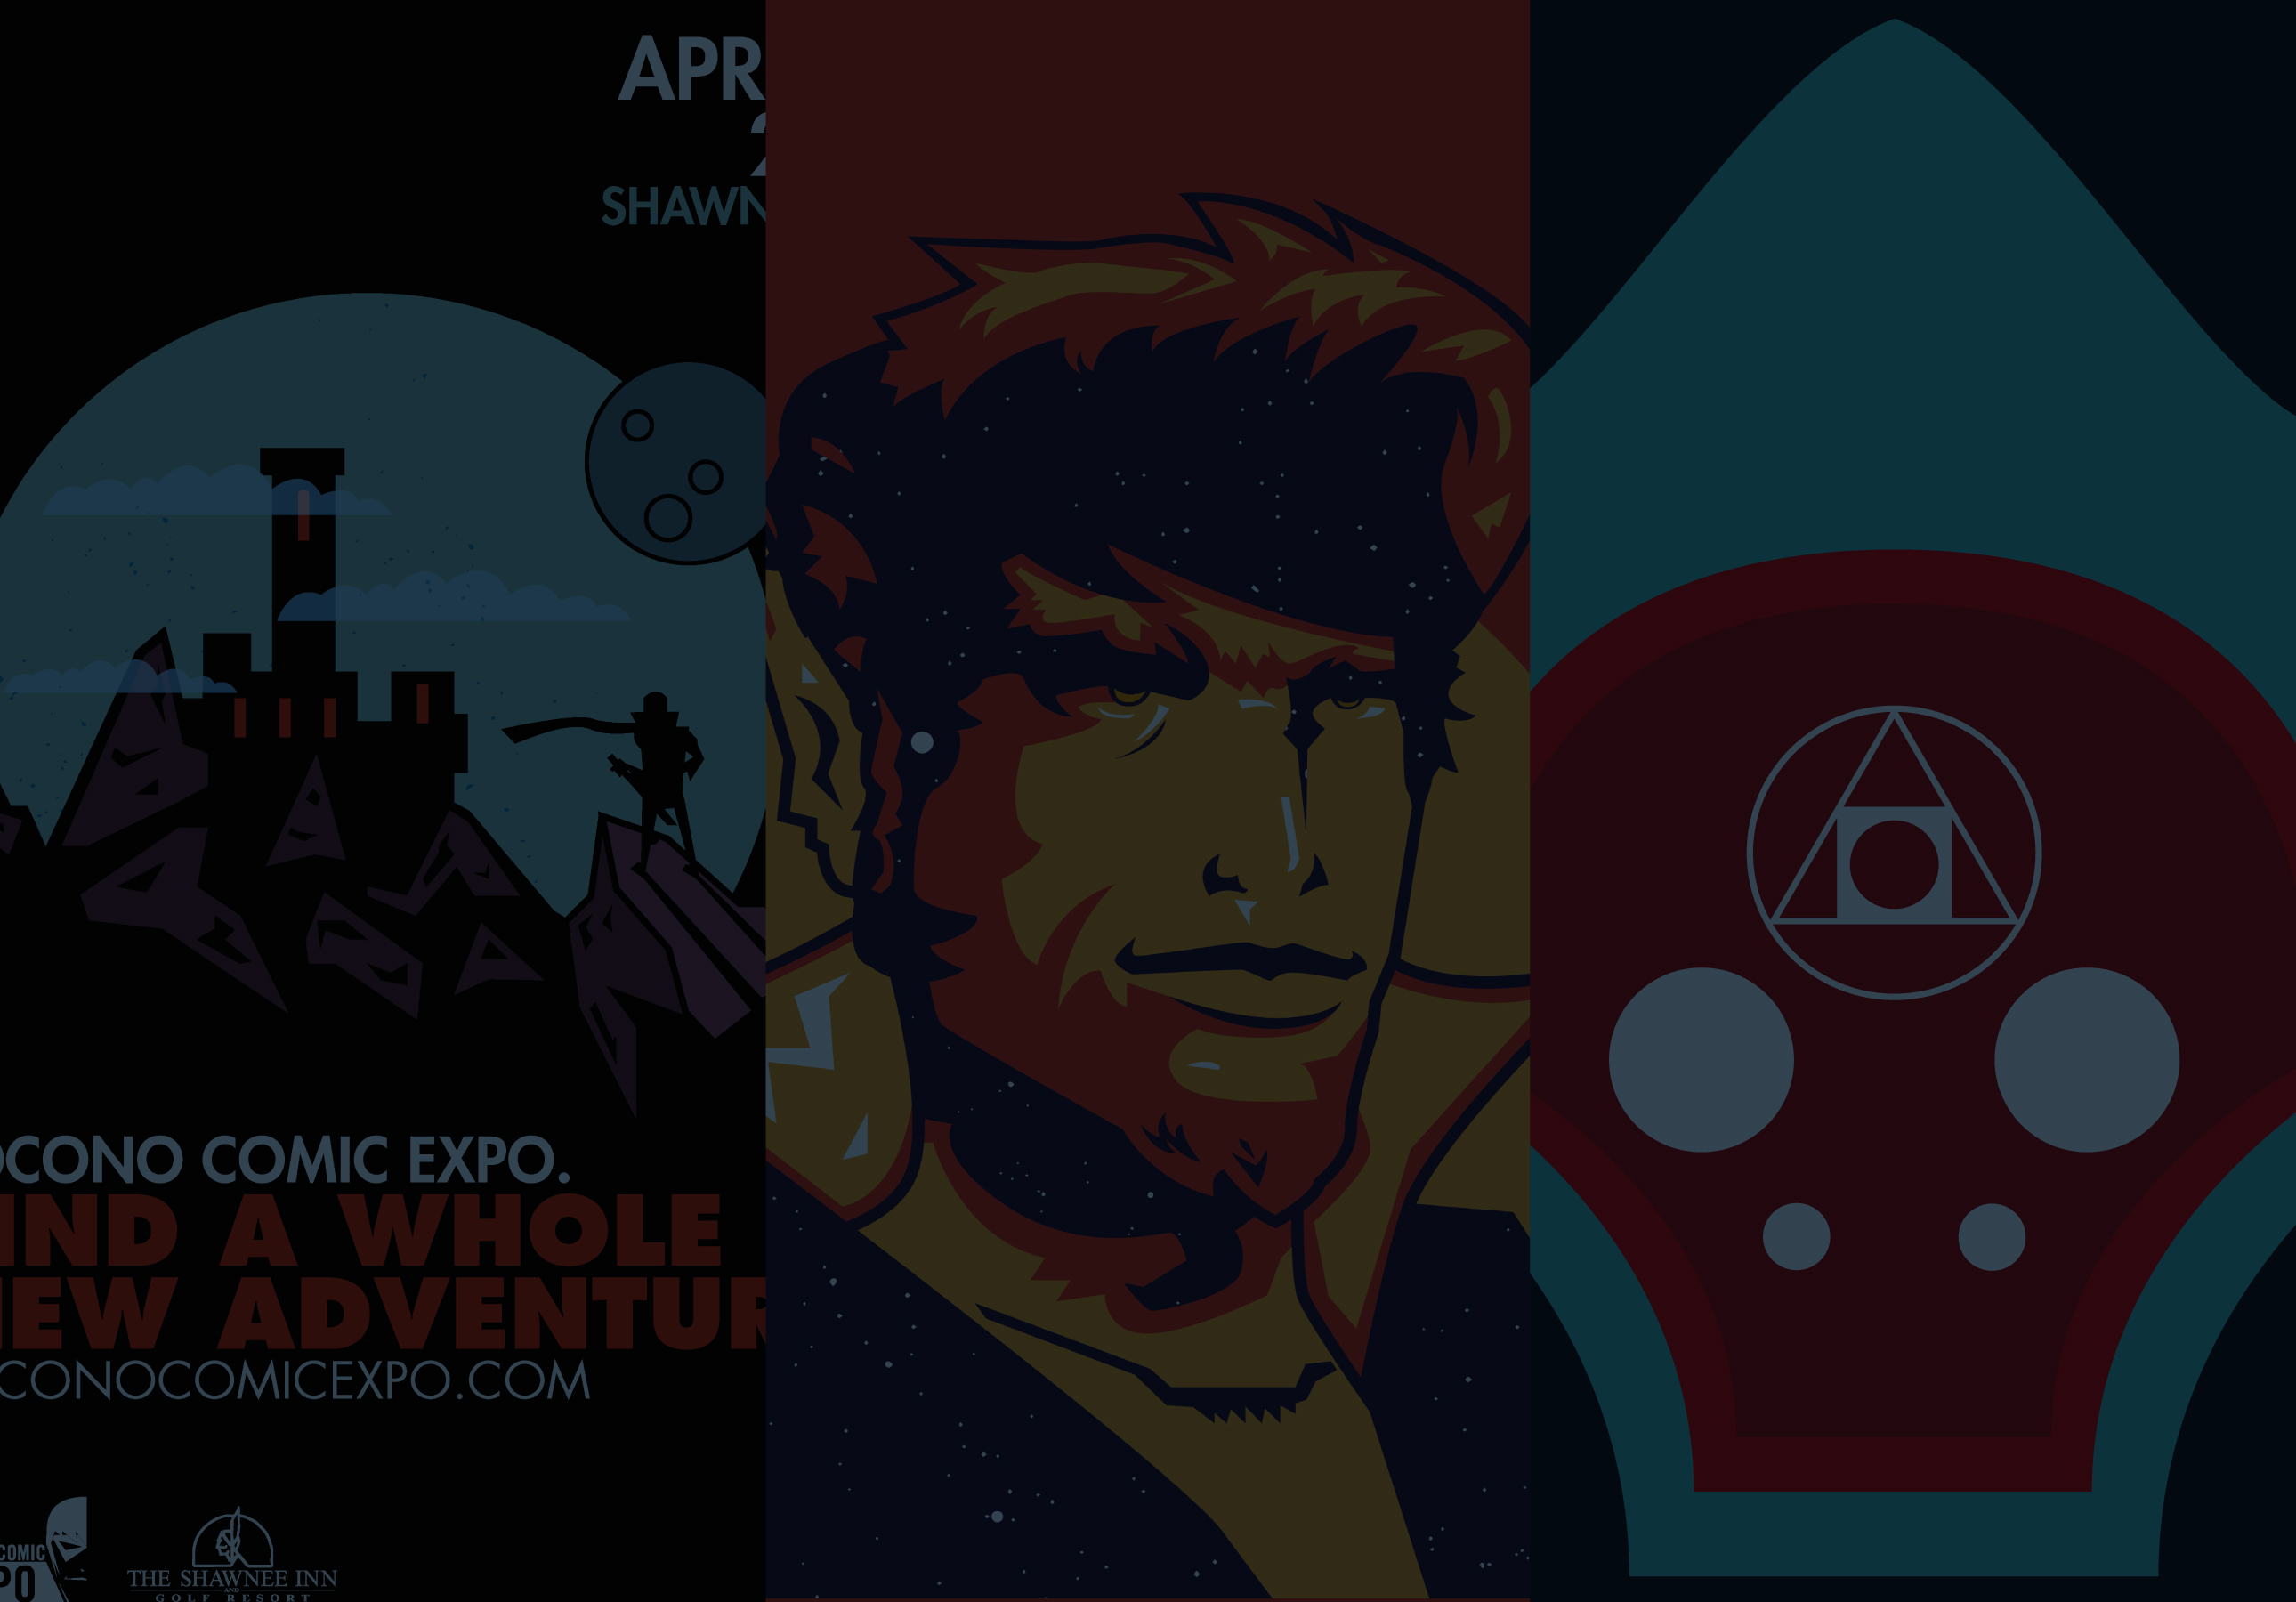 APR
2
SHAWN
OCONO COMIC EXPO.
IND A WHOLE
EW ADVENTUR
CONOCOMICEXPO.COM
COMIC
PO
THE SHAWNEE INN
AND
GOLF RESORT